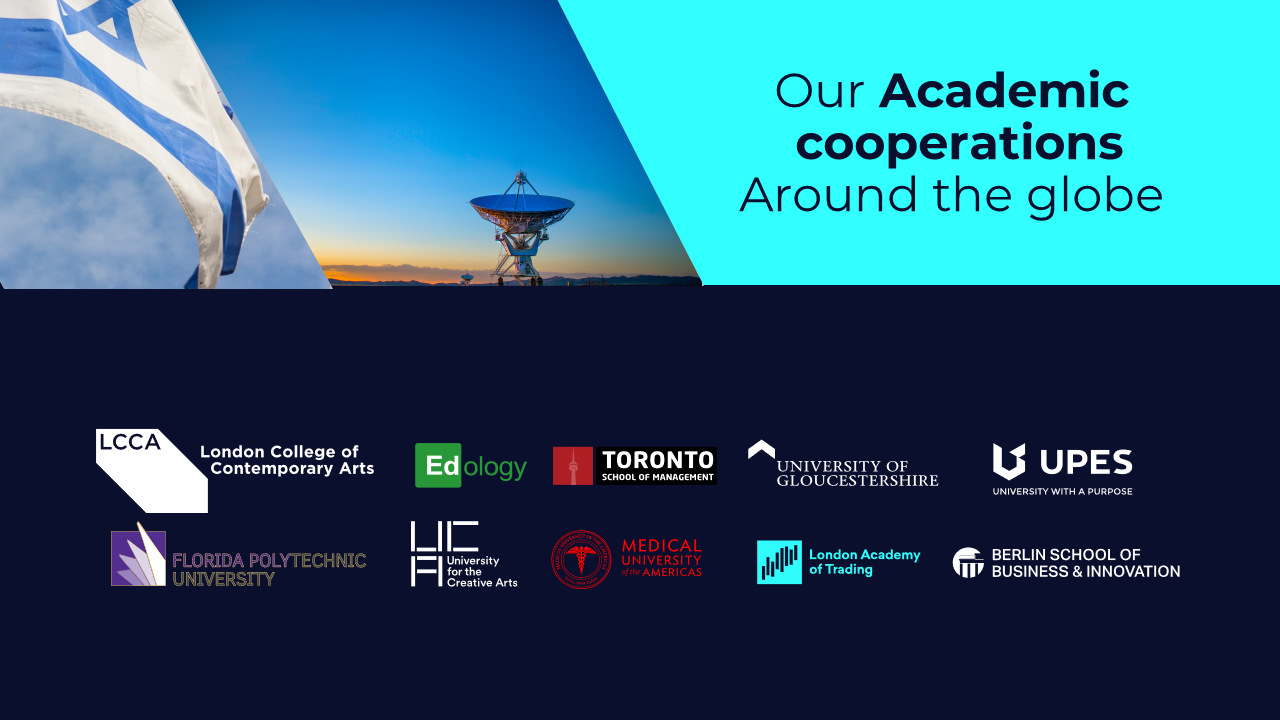 Our Academic
cooperations
Around the globe
LCCA
London College of
Contemporary Arts
Edology
TORONTO
SCHOOL OF MANAGEMENT
UNIVERSITY OF
GLOUCESTERSHIRE
UPES
UNIVERSITY WITH A PURPOSE
FLORIDA POLYTECHNIC
UNIVERSITY
UCA
University
for the
Creative Arts
MEDICAL
UNIVERSITY
of the AMERICAS
London Academy
of Trading
BERLIN SCHOOL OF
BUSINESS & INNOVATION